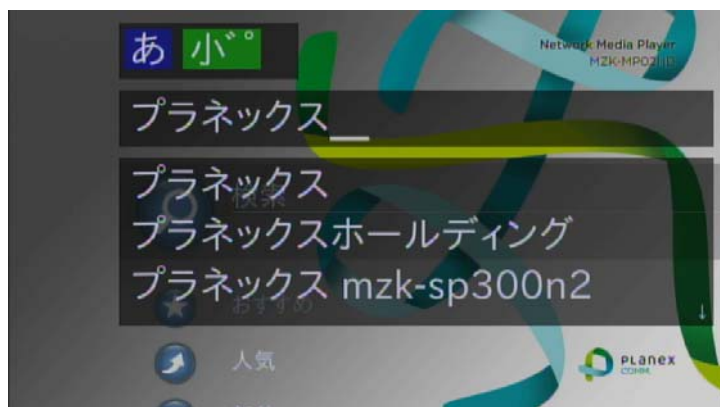 あ 小゛゜
Network Media Player
MZK-MP02HD
プラネックス
検索
プラネックス
プラネックスホールディング
プラネックス mzk-sp300n2
おすすめ
↓
人気
PLANEX
COMM.